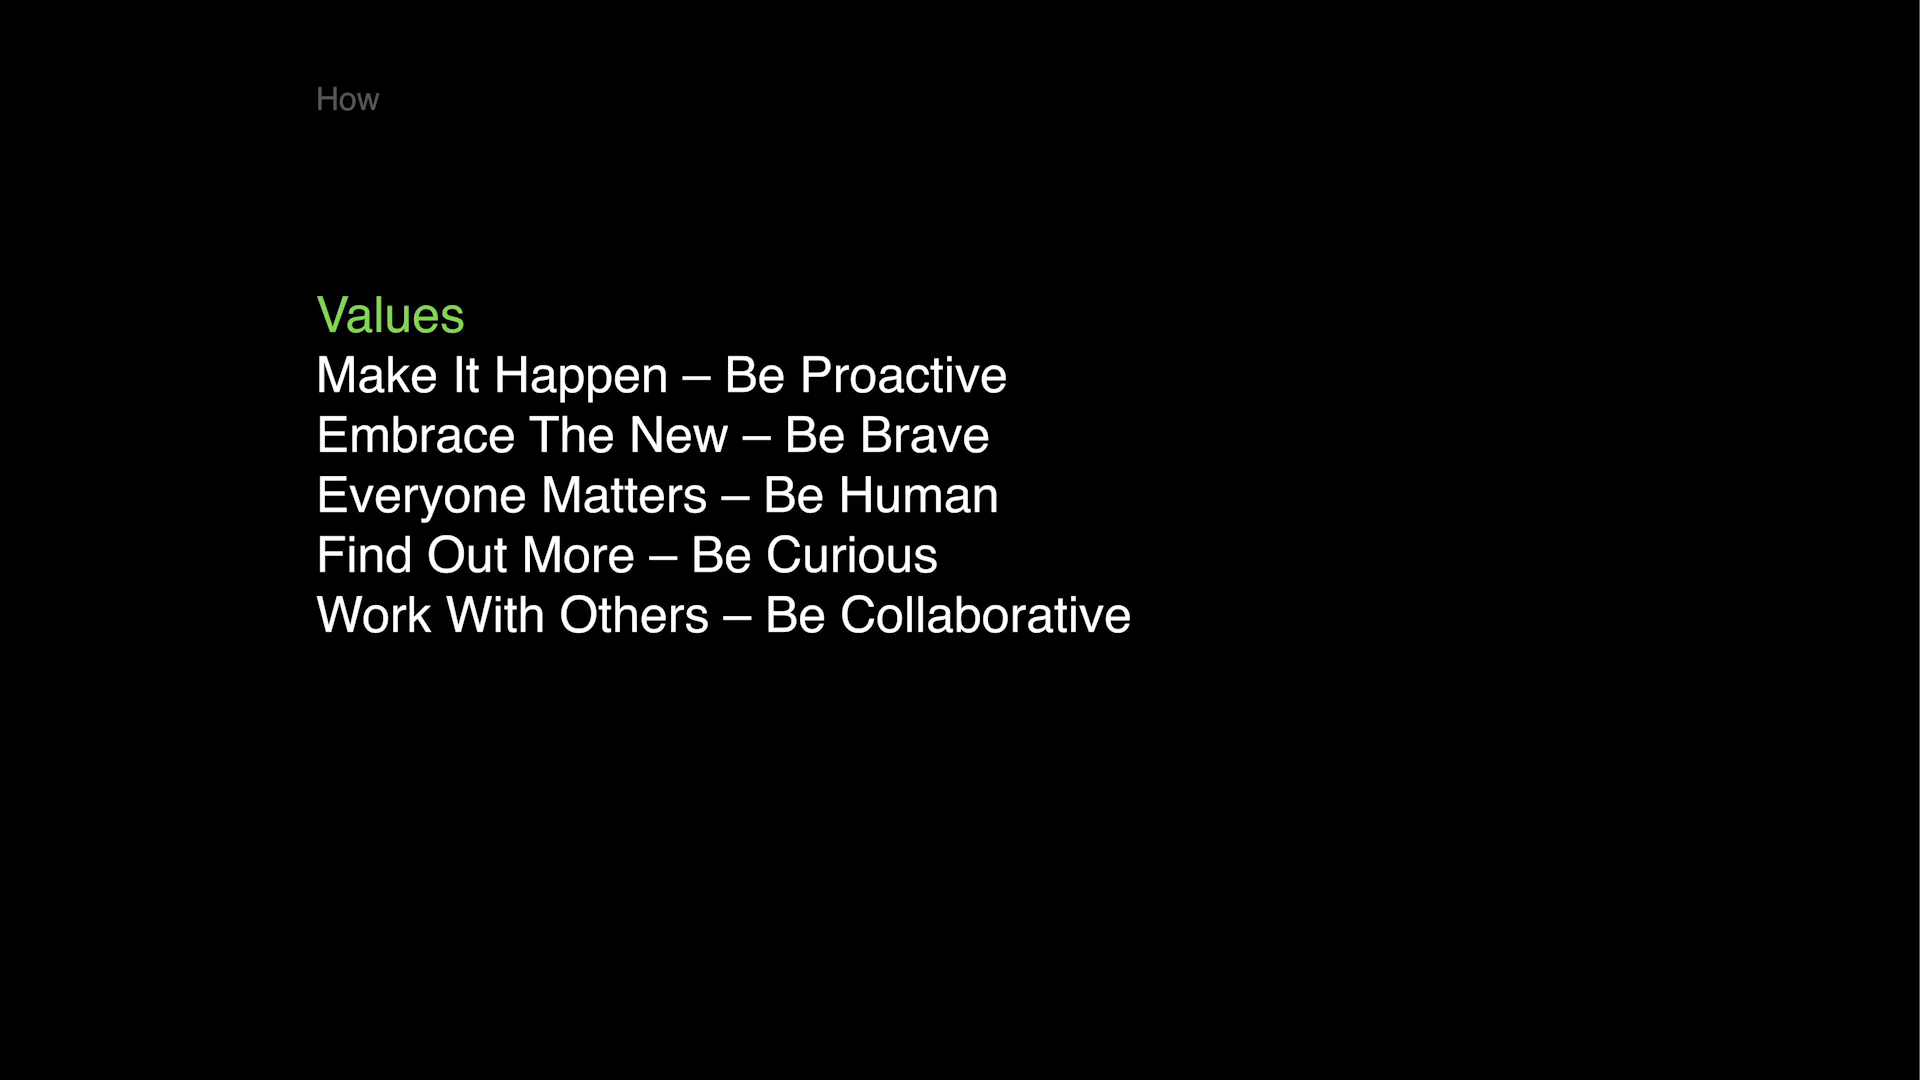 How
Values
Make It Happen – Be Proactive
Embrace The New – Be Brave
Everyone Matters – Be Human
Find Out More – Be Curious
Work With Others – Be Collaborative